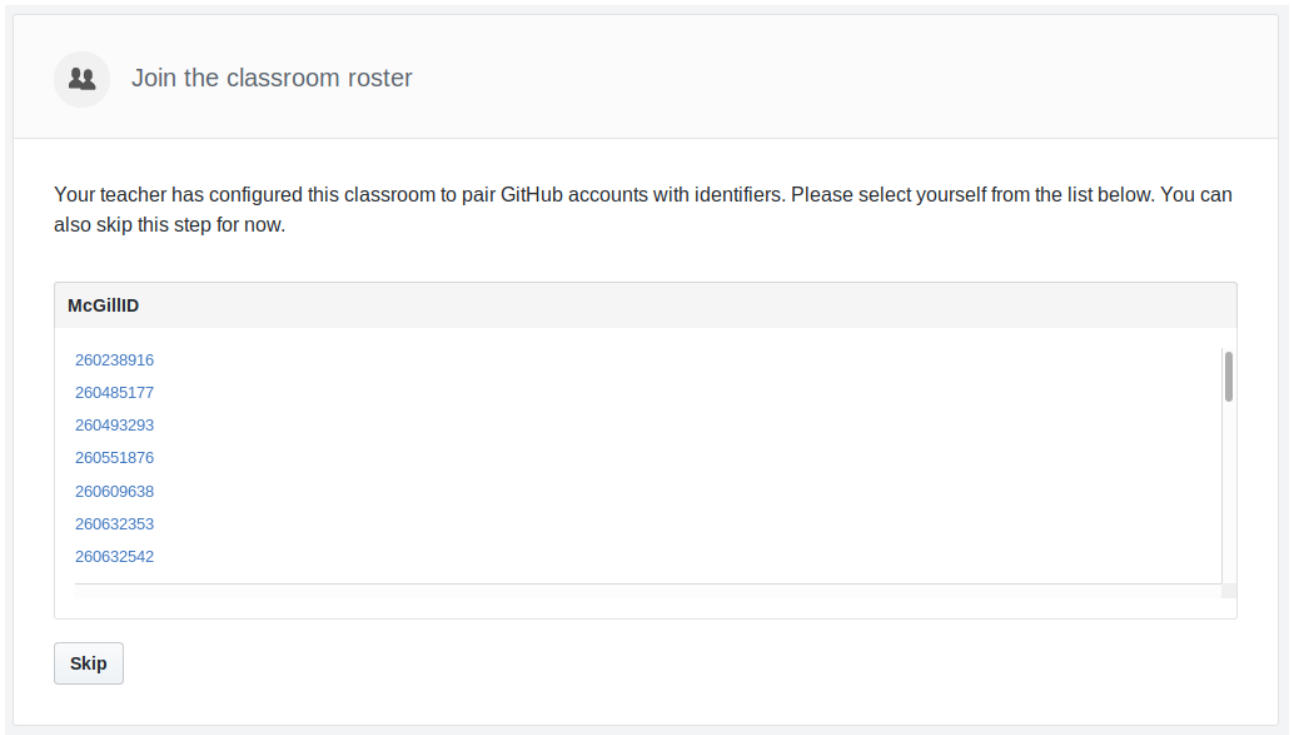 Join the classroom roster
Your teacher has configured this classroom to pair GitHub accounts with identifiers. Please select yourself from the list below. You can
also skip this step for now.
McGillID
260238916
260485177
260493293
260551876
260609638
260632353
260632542
Skip